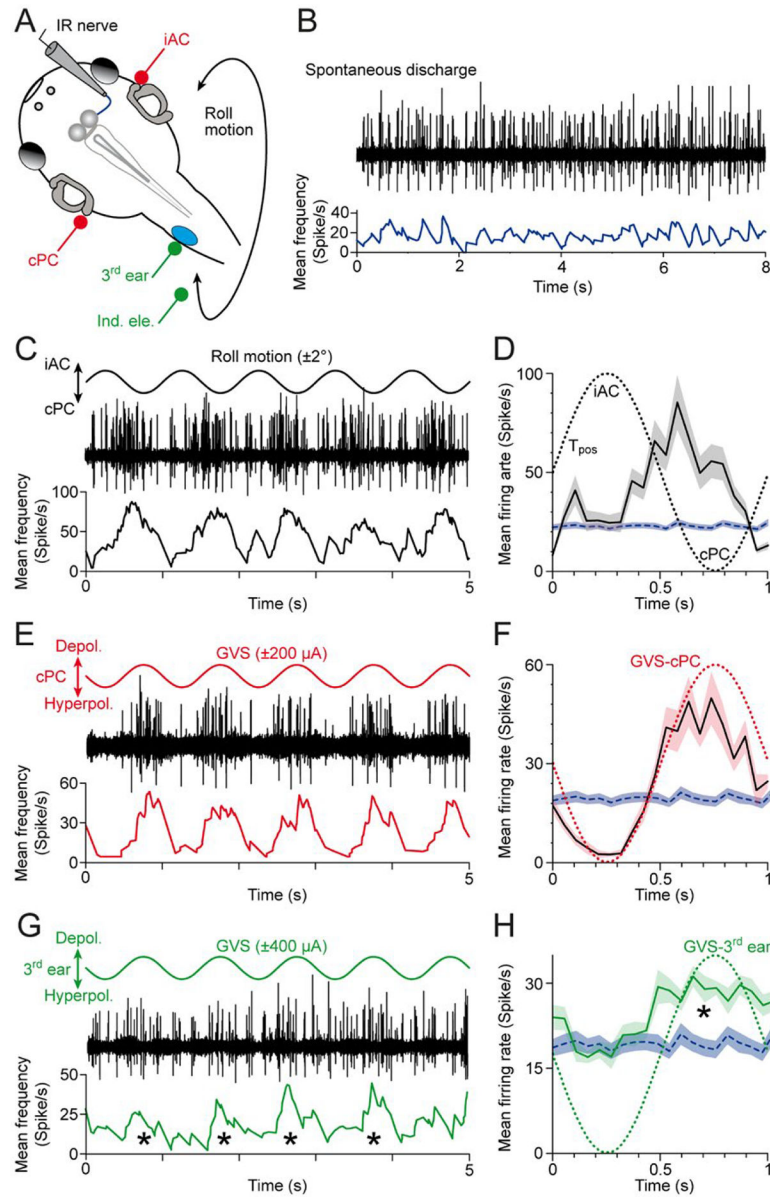 A
IR nerve
iAC
Roll
motion
cPC
3rd ear
Ind. ele.
B
Spontaneous discharge
Mean frequency
(Spike/s)
40
20
0
0
2
4
6
8
Time (s)
C
iAC
cPC
Roll motion (±2°)
Mean frequency
(Spike/s)
100
50
0
0
5
Time (s)
D
Mean firing arte (Spike/s)
100
50
0
iAC
Tpos
cPC
0
0.5
1
Time (s)
E
Depol.
cPC
Hyperpol.
GVS (±200 µA)
Mean frequency
(Spike/s)
60
30
0
0
5
Time (s)
F
GVS-cPC
Mean firing rate (Spike/s)
60
30
0
0
0.5
1
Time (s)
G
Depol.
3rd ear
Hyperpol.
GVS (±400 µA)
Mean frequency
(Spike/s)
50
25
0
* * * *
0
5
Time (s)
H
GVS-3rd ear
Mean firring rate (Spike/s)
30
15
0
*
0
0.5
1
Time (s)